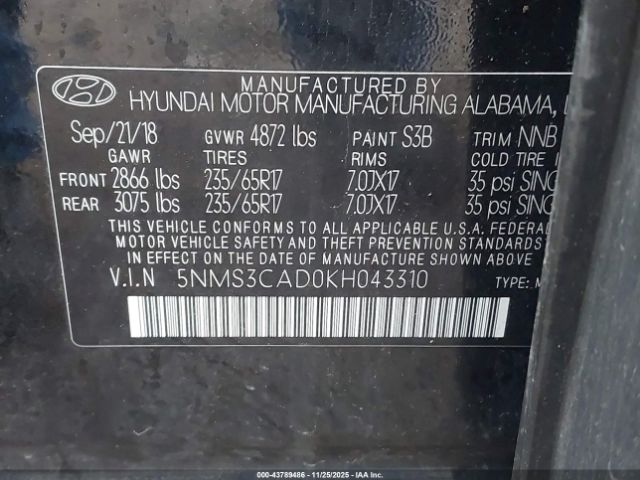 MANUFACTURED BY
HYUNDAI MOTOR MANUFACTURING ALABAMA,
Sep/21/18 GVWR 4872 lbs PAINT S3B TRIM NNB
GAWR TIRES RIMS COLD TIRE
FRONT 2866 lbs 235/65R17 7.0JX17 35 psi SING
REAR 3075 lbs 235/65R17 7.0JX17 35 psi SING
THIS VEHICLE CONFORMS TO ALL APPLICABLE U.S.A. FEDERAL
MOTOR VEHICLE SAFETY AND THEFT PREVENTION STANDARDS
IN EFFECT ON THE DATE OF MANUFACTURE SHOWN ABOVE.
V.I.N 5NMS3CAD0KH043310 TYPE: M
000-43789486 - 11/25/2025 - IAA Inc.